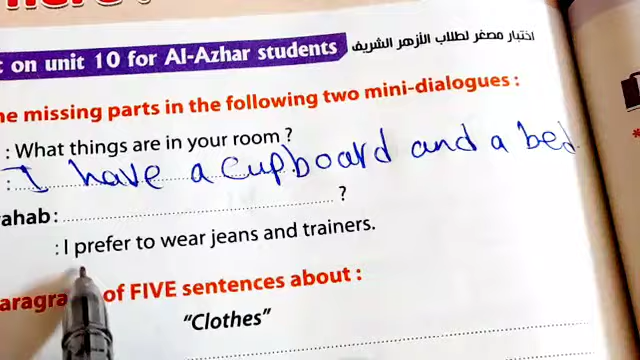 t on unit 10 for Al-Azhar students
اختبار مصغر لطلاب الأزهر الشريف
he missing parts in the following two mini-dialogues :
: What things are in your room ?
: I have a cupboard and a bed
ahab : ?
: I prefer to wear jeans and trainers.
aragra of FIVE sentences about :
"Clothes"